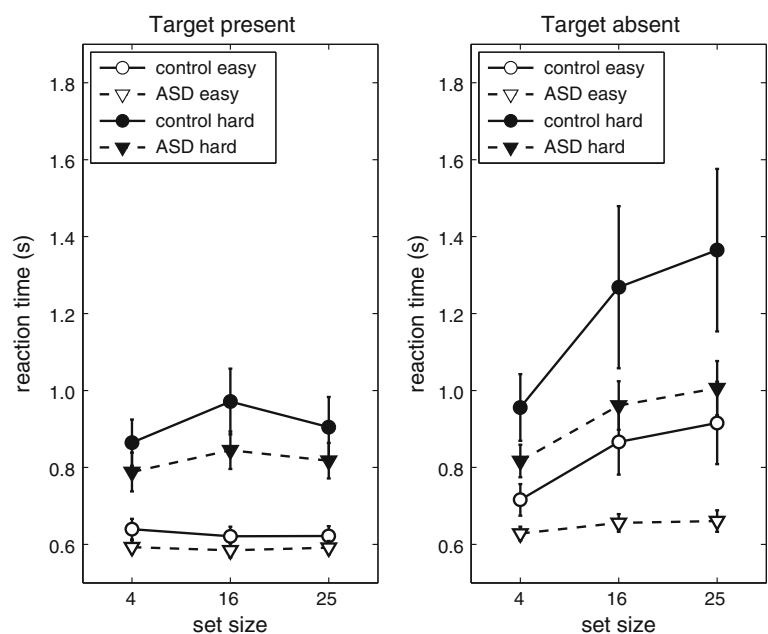 Target present
control easy
ASD easy
control hard
ASD hard
1.8
1.6
1.4
1.2
1.0
0.8
0.6
reaction time (s)
4 16 25
set size
Target absent
control easy
ASD easy
control hard
ASD hard
1.8
1.6
1.4
1.2
1.0
0.8
0.6
reaction time (s)
4 16 25
set size